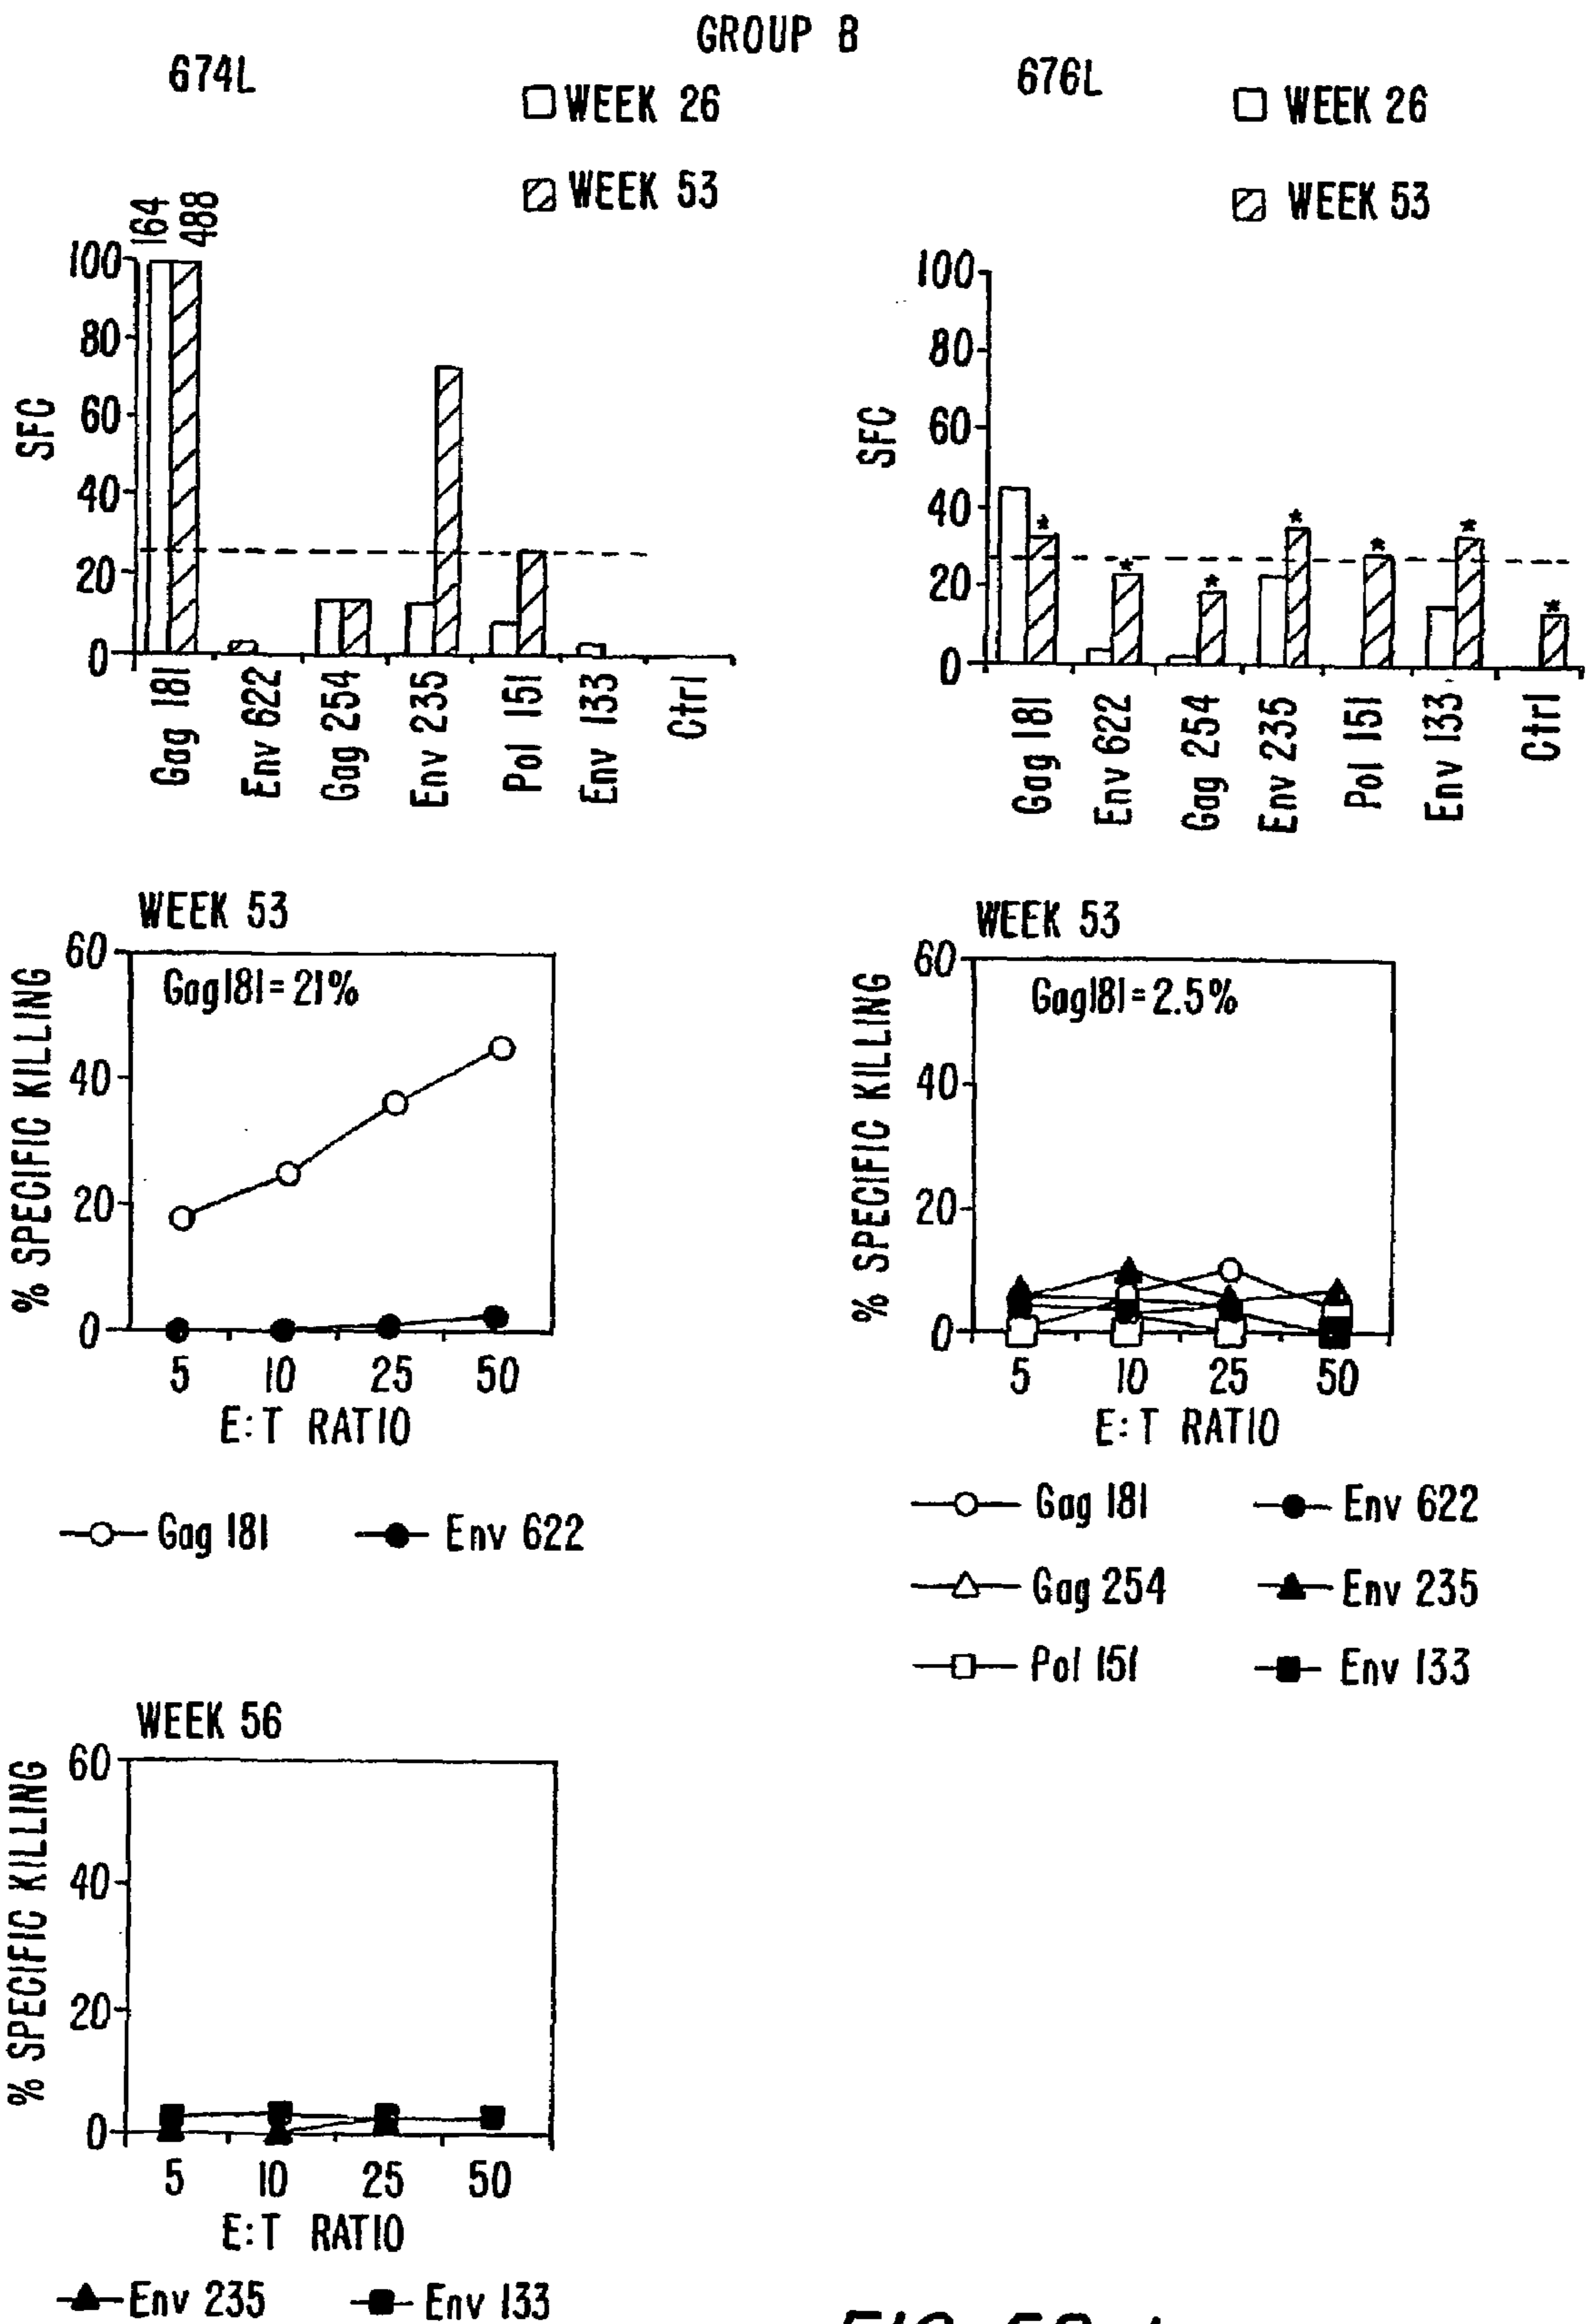 GROUP 8
674L
WEEK 26
WEEK 53
164
488
100
80
60
40
20
0
SFC
Gag 181
Env 622
Gag 254
Env 235
Pol 151
Env 133
Ctrl
676L
WEEK 26
WEEK 53
100
80
60
40
20
0
SFC
*
*
*
*
*
*
*
Gag 181
Env 622
Gag 254
Env 235
Pol 151
Env 133
Ctrl
WEEK 53
Gag181=21%
60
40
20
0
% SPECIFIC KILLING
5 10 25 50
E:T RATIO
Gag 181 Env 622
WEEK 53
Gag181=2.5%
60
40
20
0
% SPECIFIC KILLING
5 10 25 50
E:T RATIO
Gag 181 Env 622
Gag 254 Env 235
Pol 151 Env 133
WEEK 56
60
40
20
0
% SPECIFIC KILLING
5 10 25 50
E:T RATIO
Env 235 Env 133